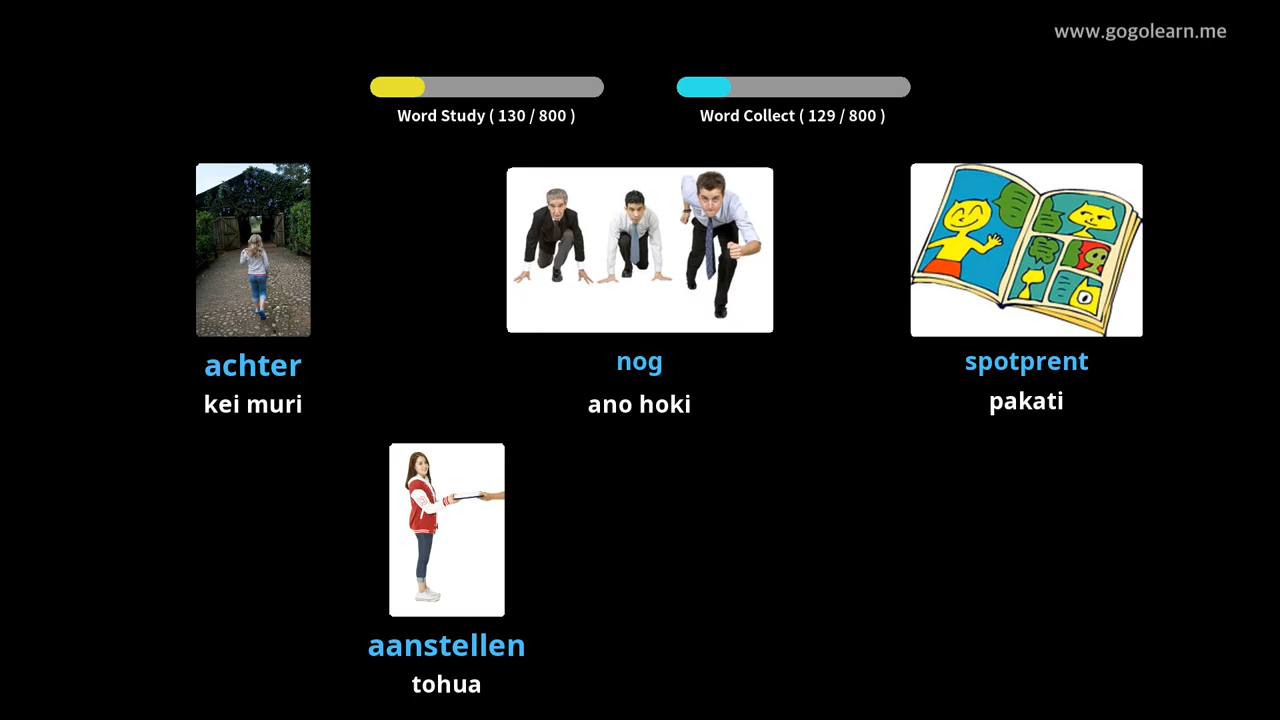 www.gogolearn.me
Word Study ( 130 / 800 )
Word Collect ( 129 / 800 )
achter
kei muri
nog
ano hoki
spotprent
pakati
aanstellen
tohua